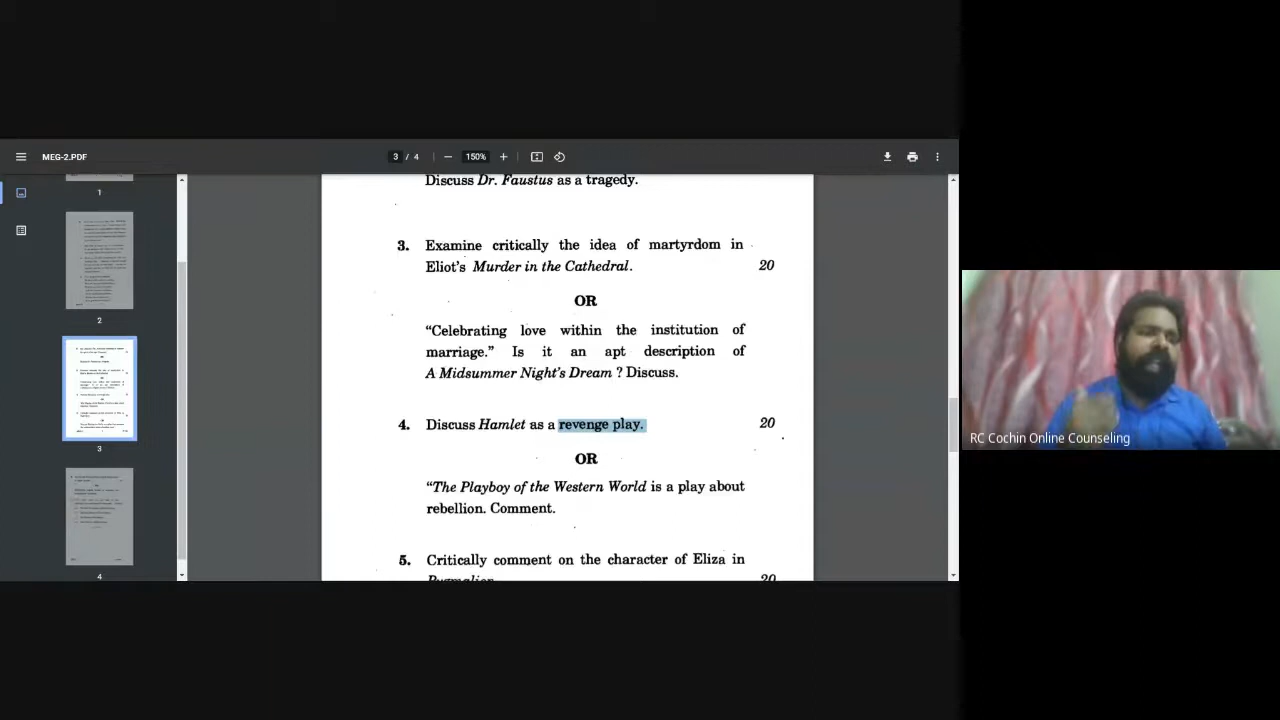 MEG-2.PDF
3 / 4
150%
1
2
3
4
Discuss Dr. Faustus as a tragedy.
3. Examine critically the idea of martyrdom in
Eliot's Murder in the Cathedral. 20
OR
“Celebrating love within the institution of
marriage.” Is it an apt description of
A Midsummer Night's Dream ? Discuss.
4. Discuss Hamlet as a revenge play. 20
OR
“The Playboy of the Western World is a play about
rebellion. Comment.
5. Critically comment on the character of Eliza in
Pygmalion 20
RC Cochin Online Counseling